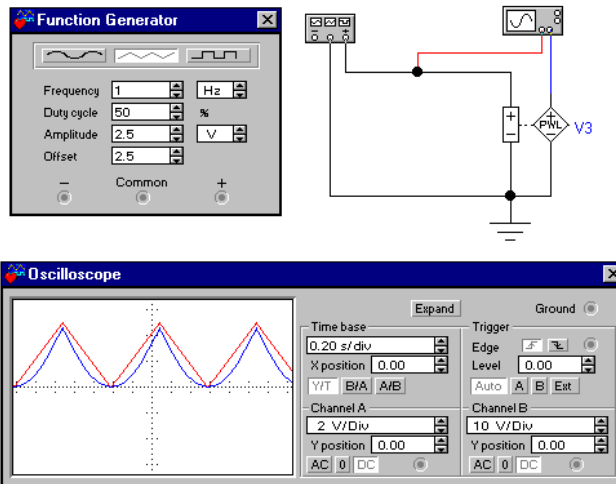 Function Generator
Frequency 1 Hz
Duty cycle 50 %
Amplitude 2.5 V
Offset 2.5
− Common +
PWL V3
Oscilloscope
Expand Ground
Time base
0.20 s/div
X position 0.00
Y/T B/A A/B
Trigger
Edge
Level 0.00
Auto A B Ext
Channel A
2 V/Div
Y position 0.00
AC 0 DC
Channel B
10 V/Div
Y position 0.00
AC 0 DC